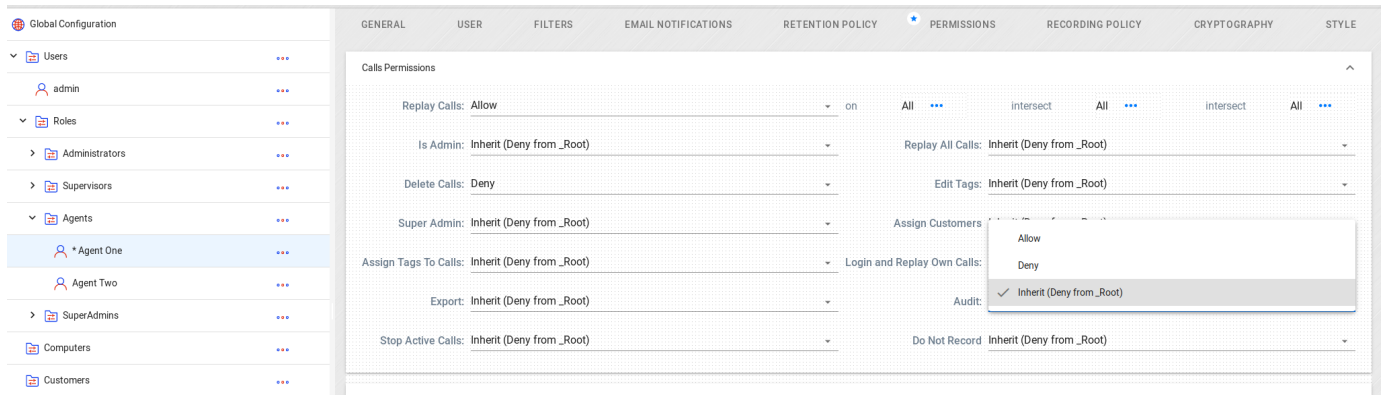 Global Configuration
Users
admin
Roles
Administrators
Supervisors
Agents
* Agent One
Agent Two
SuperAdmins
Computers
Customers
GENERAL USER FILTERS EMAIL NOTIFICATIONS RETENTION POLICY PERMISSIONS RECORDING POLICY CRYPTOGRAPHY STYLE
Calls Permissions
Replay Calls: Allow on All intersect All intersect All
Is Admin: Inherit (Deny from _Root) Replay All Calls: Inherit (Deny from _Root)
Delete Calls: Deny Edit Tags: Inherit (Deny from _Root)
Super Admin: Inherit (Deny from _Root) Assign Customers
Allow
Assign Tags To Calls: Inherit (Deny from _Root) Login and Replay Own Calls:
Deny
Inherit (Deny from _Root)
Export: Inherit (Deny from _Root) Audit:
Stop Active Calls: Inherit (Deny from _Root) Do Not Record Inherit (Deny from _Root)